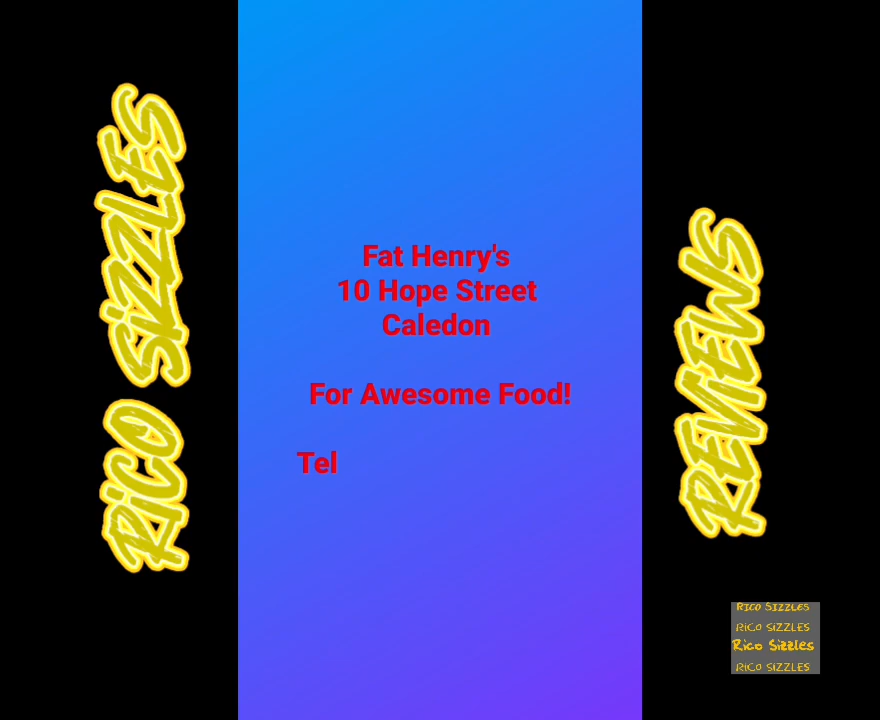 RiCO SiZZLES
Fat Henry's
10 Hope Street
Caledon
For Awesome Food!
Tel
REVIEWS
RICO SIZZLES
RICO SIZZLES
Rico Sizzles
RICO SIZZLES